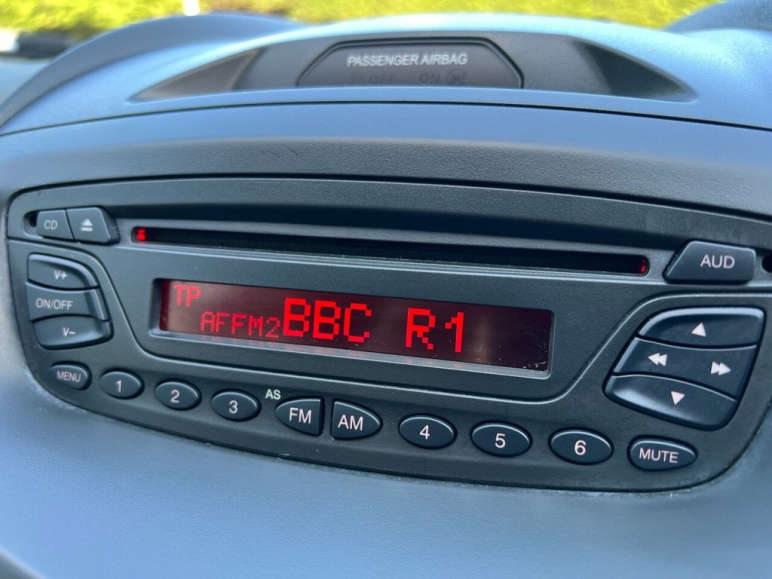 PASSENGER AIRBAG
CD
AUD
V+
ON/OFF
V-
TP
AFFM2
BBC R1
MENU
1
2
3
AS
FM
AM
4
5
6
MUTE